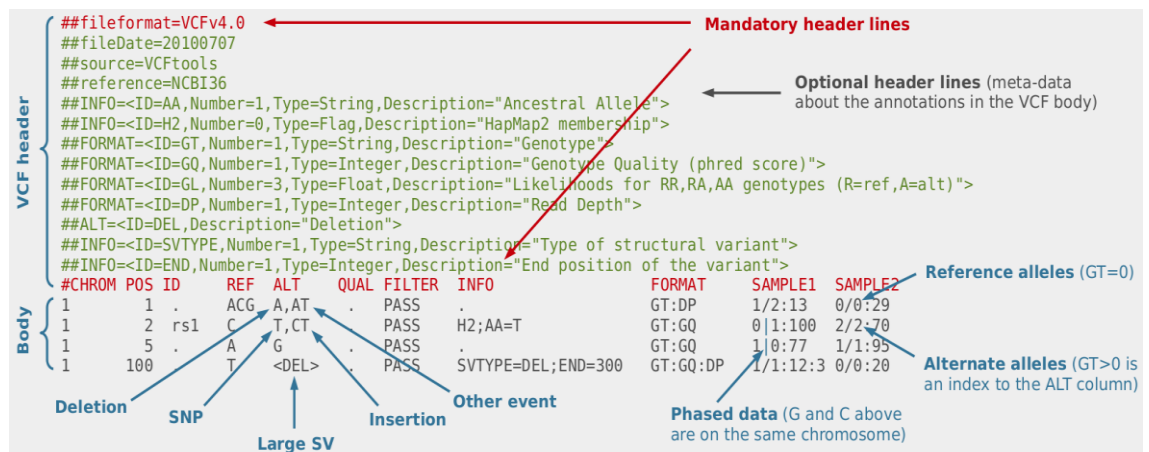 ##fileformat=VCFv4.0
Mandatory header lines
##fileDate=20100707
##source=VCFtools
##reference=NCBI36
Optional header lines (meta-data
about the annotations in the VCF body)
##INFO=<ID=AA,Number=1,Type=String,Description="Ancestral Allele">
##INFO=<ID=H2,Number=0,Type=Flag,Description="HapMap2 membership">
##FORMAT=<ID=GT,Number=1,Type=String,Description="Genotype">
##FORMAT=<ID=GQ,Number=1,Type=Integer,Description="Genotype Quality (phred score)">
##FORMAT=<ID=GL,Number=3,Type=Float,Description="Likelihoods for RR,RA,AA genotypes (R=ref,A=alt)">
##FORMAT=<ID=DP,Number=1,Type=Integer,Description="Read Depth">
##ALT=<ID=DEL,Description="Deletion">
##INFO=<ID=SVTYPE,Number=1,Type=String,Description="Type of structural variant">
##INFO=<ID=END,Number=1,Type=Integer,Description="End position of the variant">
VCF header
#CHROM POS ID REF ALT QUAL FILTER INFO FORMAT SAMPLE1 SAMPLE2
1 1 . ACG A,AT . PASS . GT:DP 1/2:13 0/0:29
1 2 rs1 C T,CT . PASS H2;AA=T GT:GQ 0|1:100 2/2:70
1 5 . A G . PASS . GT:GQ 1|0:77 1/1:95
1 100 . T <DEL> . PASS SVTYPE=DEL;END=300 GT:GQ:DP 1/1:12:3 0/0:20
Body
Reference alleles (GT=0)
Alternate alleles (GT>0 is
an index to the ALT column)
Deletion
SNP
Large SV
Insertion
Other event
Phased data (G and C above
are on the same chromosome)